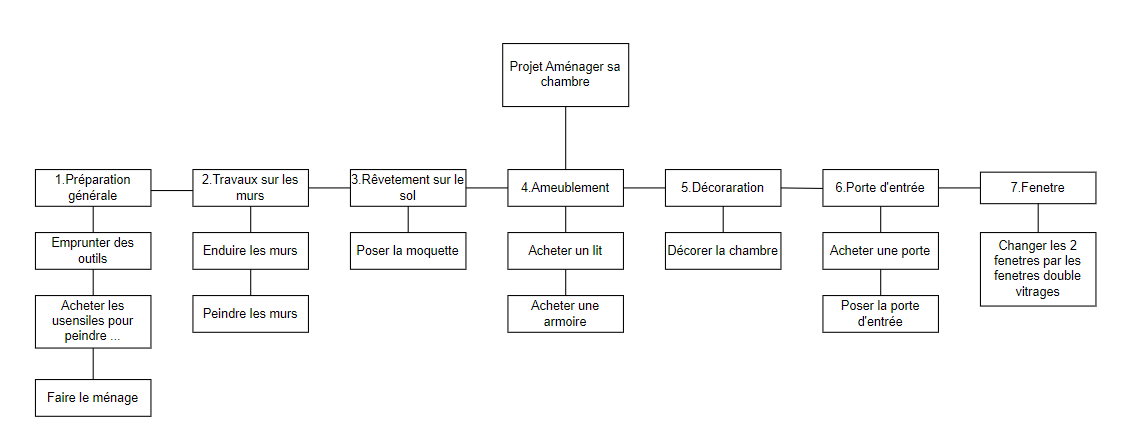 Projet Aménager sa
chambre
1.Préparation
générale
2.Travaux sur les
murs
3.Rêvetement sur le
sol
4.Ameublement
5.Décoraration
6.Porte d'entrée
7.Fenetre
Emprunter des
outils
Enduire les murs
Poser la moquette
Acheter un lit
Décorer la chambre
Acheter une porte
Changer les 2
fenetres par les
fenetres double
vitrages
Acheter les
usensiles pour
peindre ...
Peindre les murs
Acheter une
armoire
Poser la porte
d'entrée
Faire le ménage